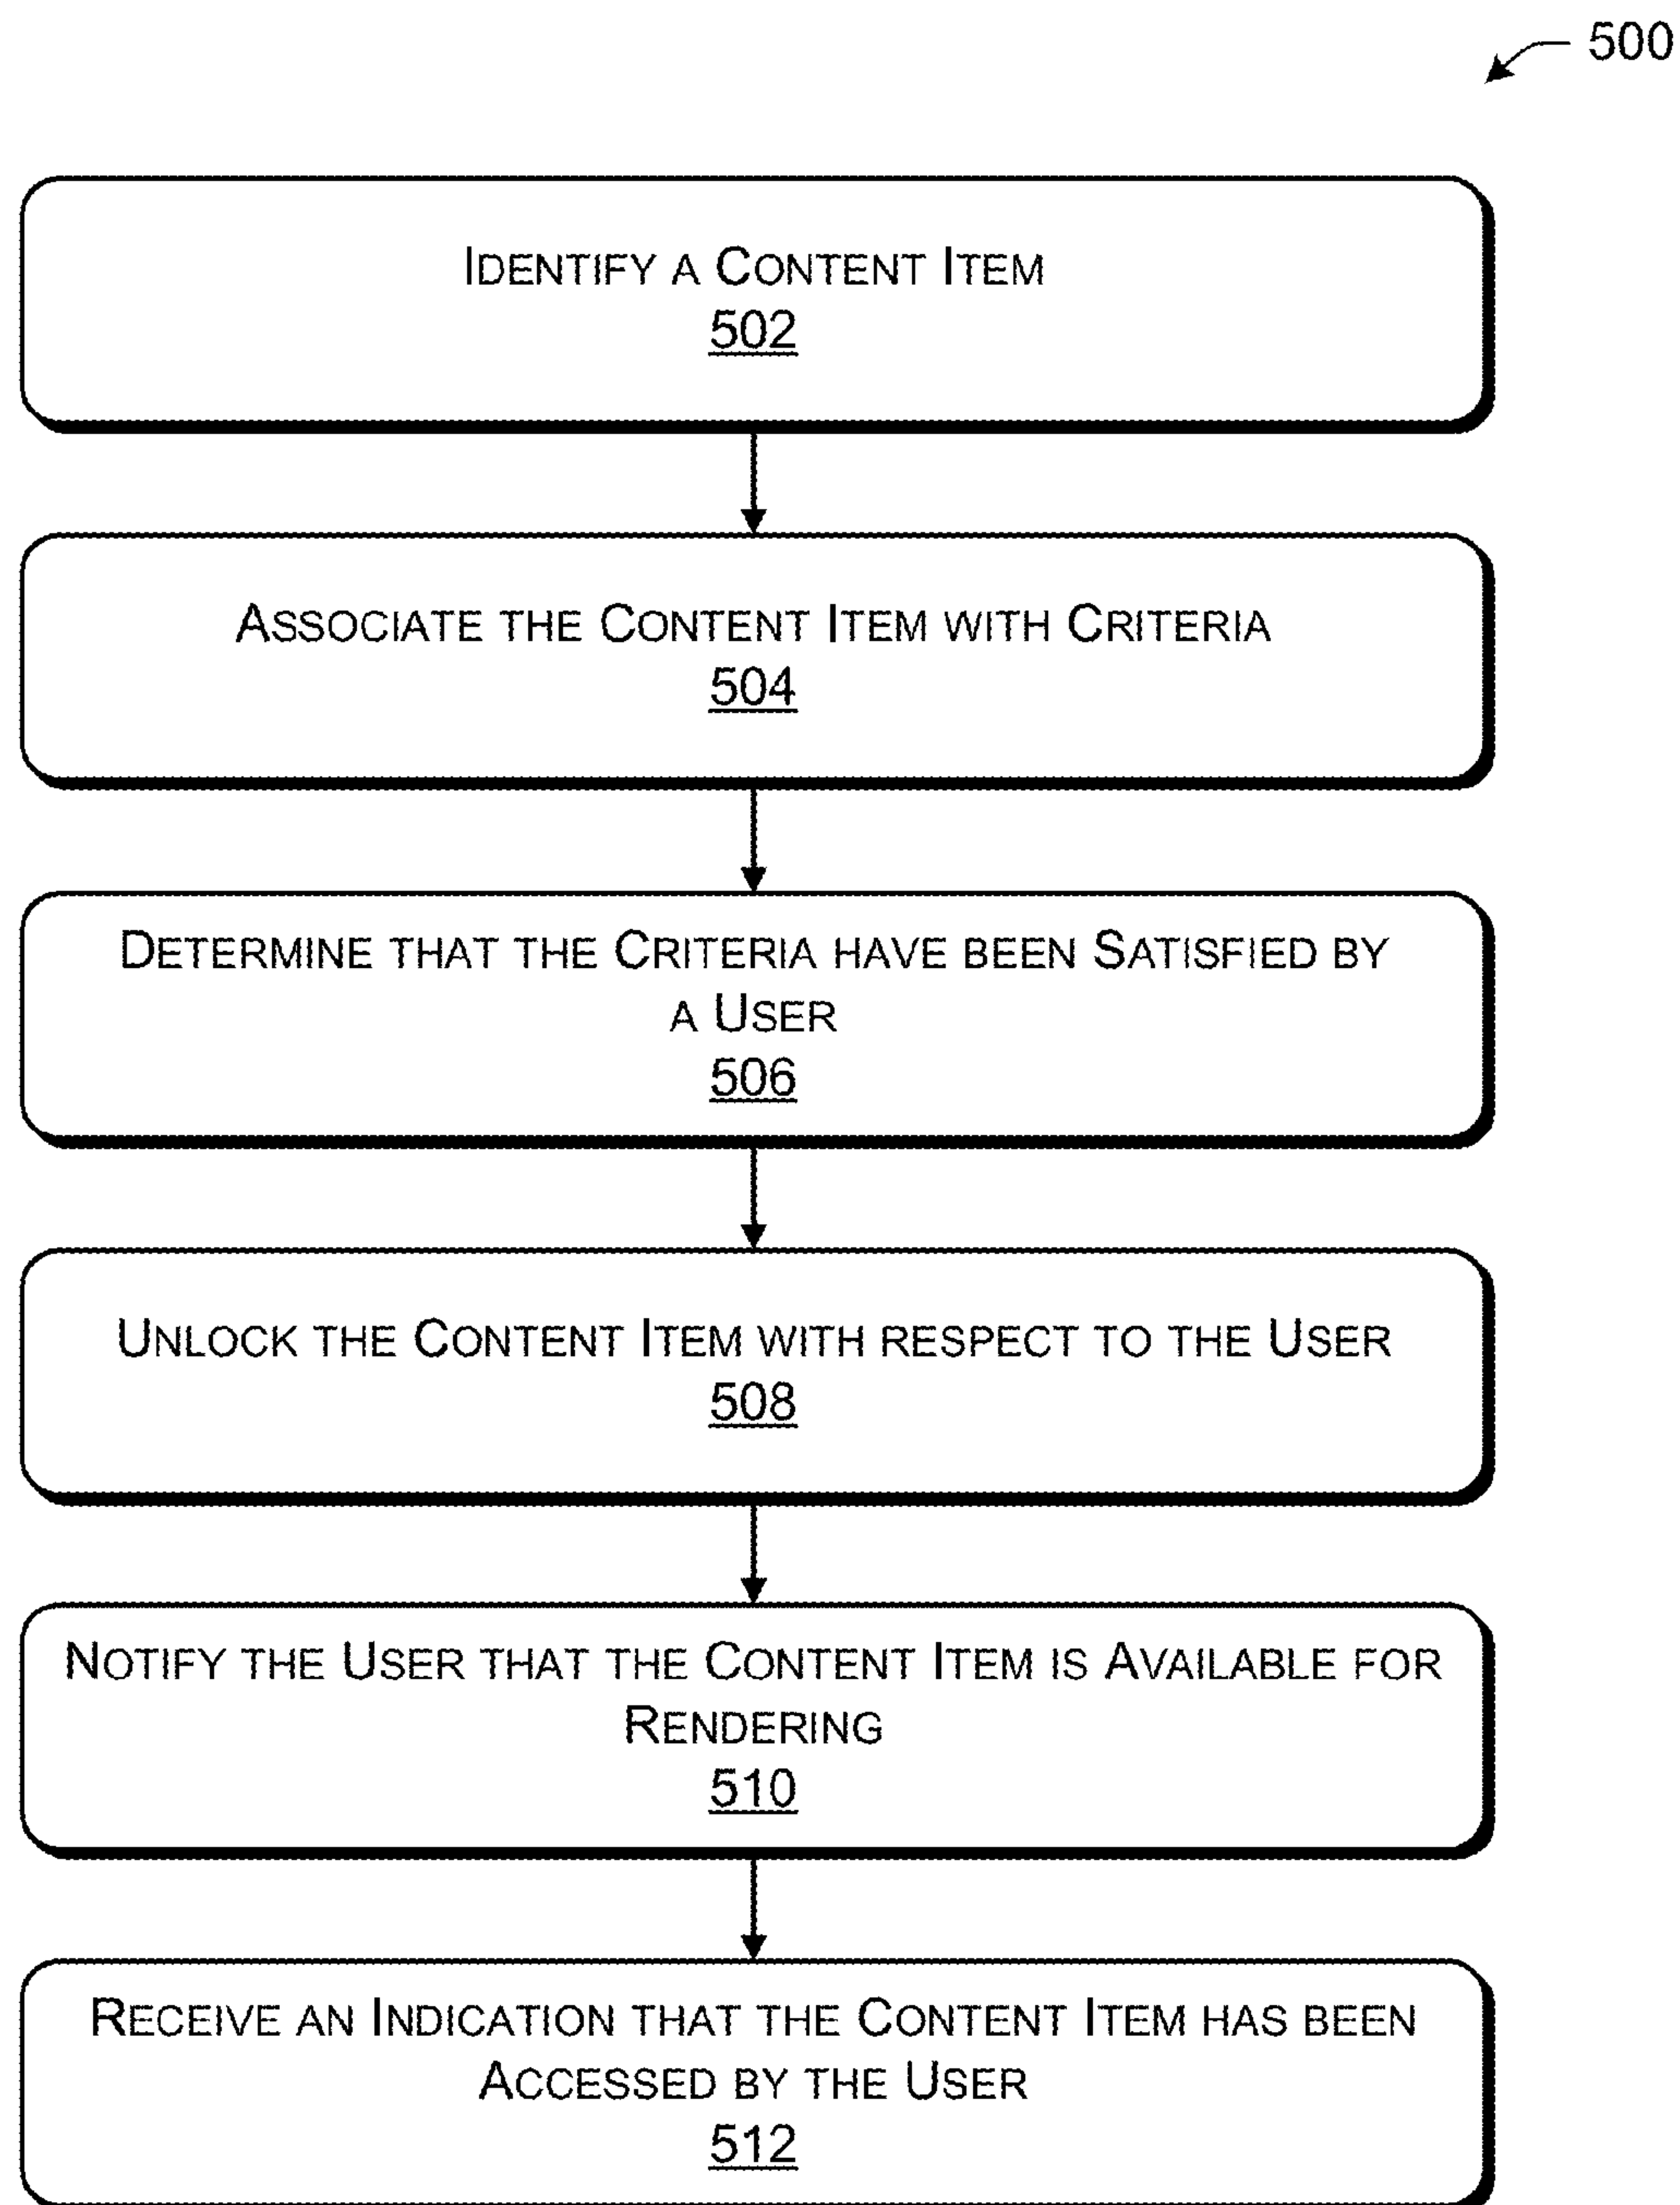 500
IDENTIFY A CONTENT ITEM
502
ASSOCIATE THE CONTENT ITEM WITH CRITERIA
504
DETERMINE THAT THE CRITERIA HAVE BEEN SATISFIED BY
A USER
506
UNLOCK THE CONTENT ITEM WITH RESPECT TO THE USER
508
NOTIFY THE USER THAT THE CONTENT ITEM IS AVAILABLE FOR
RENDERING
510
RECEIVE AN INDICATION THAT THE CONTENT ITEM HAS BEEN
ACCESSED BY THE USER
512